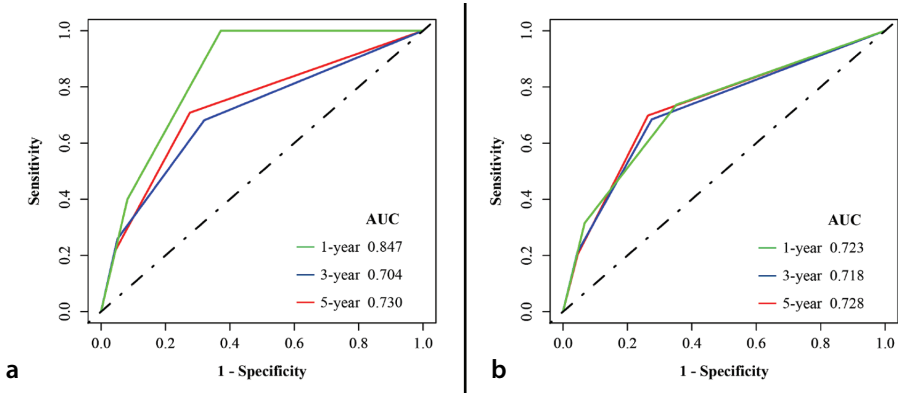 Sensitivity
1.0
0.8
0.6
0.4
0.2
0.0
AUC
1-year 0.847
3-year 0.704
5-year 0.730
0.0 0.2 0.4 0.6 0.8 1.0
1 - Specificity
a
Sensitivity
1.0
0.8
0.6
0.4
0.2
0.0
AUC
1-year 0.723
3-year 0.718
5-year 0.728
0.0 0.2 0.4 0.6 0.8 1.0
1 - Specificity
b